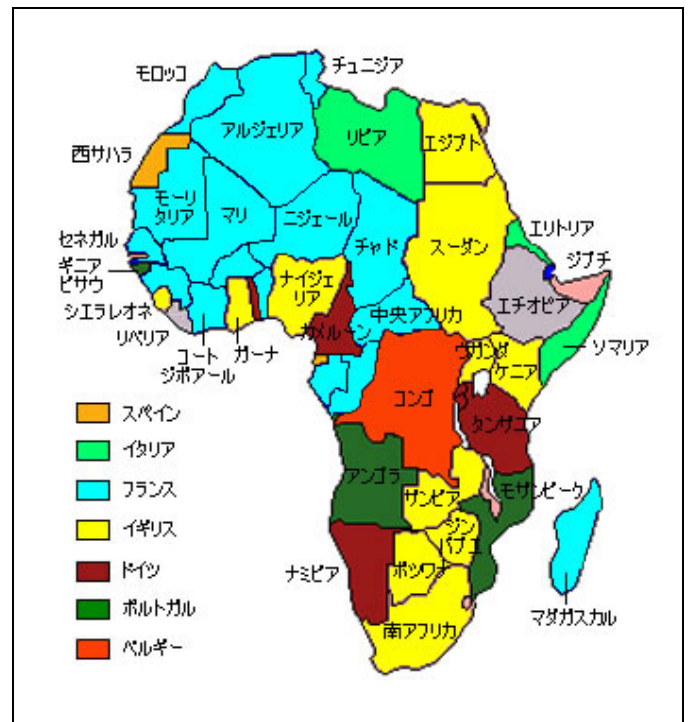 チュニジア
モロッコ
アルジェリア
リビア
エジプト
西サハラ
モーリ
タリア
マリ
ニジェール
チャド
スーダン
エリトリア
ジブチ
セネガル
ギニア
ビサウ
ナイジェ
リア
エチオピア
シエラレオネ
中央アフリカ
カメルーン
リベリア
コート
ジボアール
ガーナ
ウガンダ
ケニア
ソマリア
コンゴ
タンザニア
スペイン
イタリア
フランス
イギリス
ドイツ
ポルトガル
ベルギー
アンゴラ
ザンビア
モザンビーク
ジン
バブエ
ナミビア
ボツワナ
マダガスカル
南アフリカ